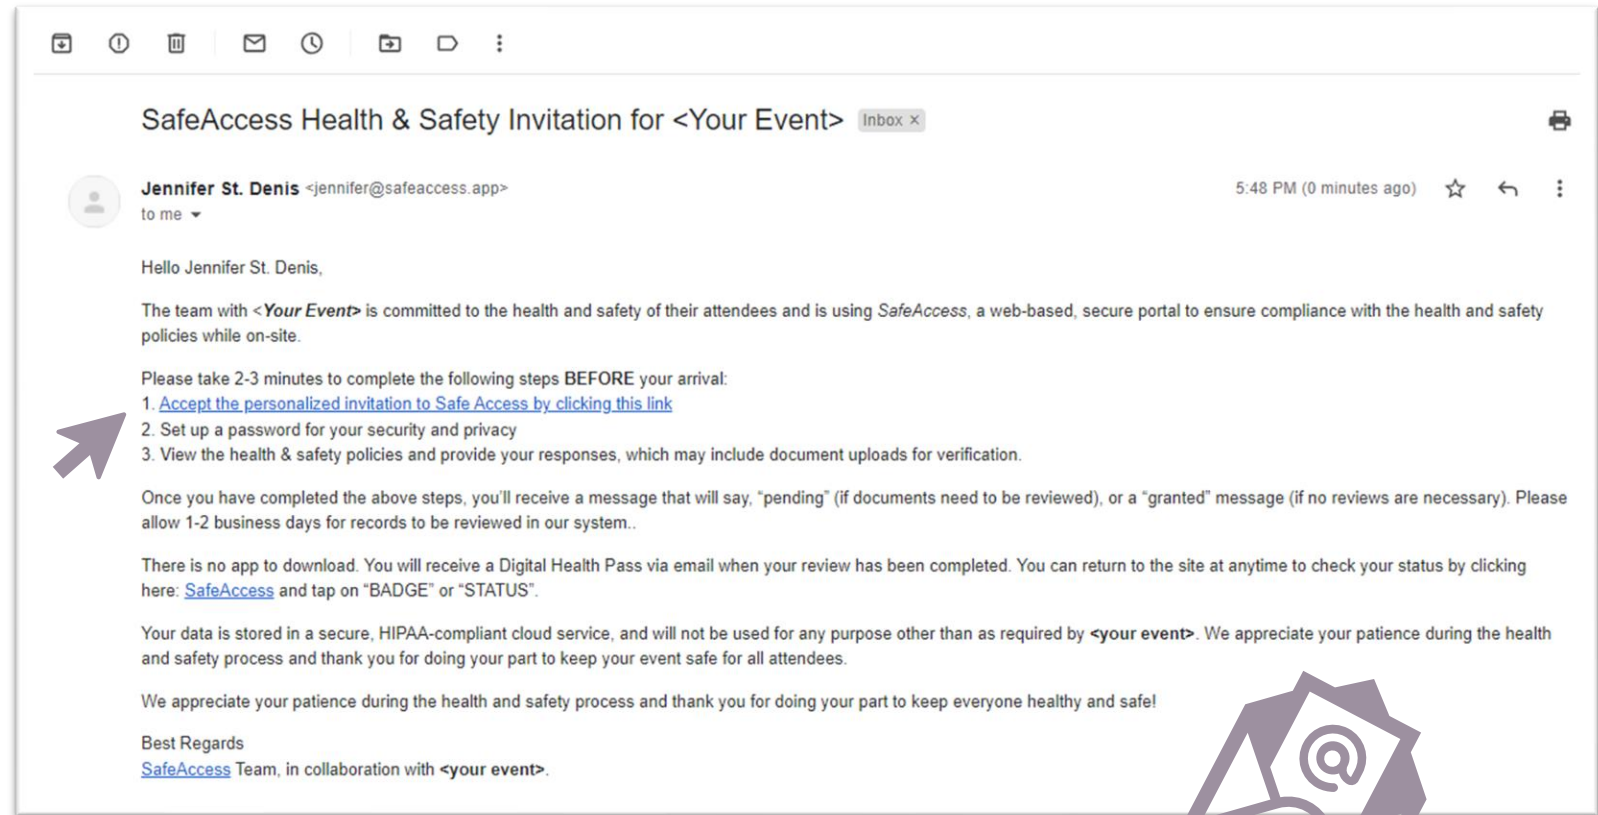 SafeAccess Health & Safety Invitation for <Your Event> Inbox ×
Jennifer St. Denis <jennifer@safeaccess.app> 5:48 PM (0 minutes ago)
to me
Hello Jennifer St. Denis,
The team with <Your Event> is committed to the health and safety of their attendees and is using SafeAccess, a web-based, secure portal to ensure compliance with the health and safety
policies while on-site.
Please take 2-3 minutes to complete the following steps BEFORE your arrival:
1. Accept the personalized invitation to Safe Access by clicking this link
2. Set up a password for your security and privacy
3. View the health & safety policies and provide your responses, which may include document uploads for verification.
Once you have completed the above steps, you'll receive a message that will say, “pending” (if documents need to be reviewed), or a “granted” message (if no reviews are necessary). Please
allow 1-2 business days for records to be reviewed in our system..
There is no app to download. You will receive a Digital Health Pass via email when your review has been completed. You can return to the site at anytime to check your status by clicking
here: SafeAccess and tap on “BADGE” or “STATUS”.
Your data is stored in a secure, HIPAA-compliant cloud service, and will not be used for any purpose other than as required by <your event>. We appreciate your patience during the health
and safety process and thank you for doing your part to keep your event safe for all attendees.
We appreciate your patience during the health and safety process and thank you for doing your part to keep everyone healthy and safe!
Best Regards
SafeAccess Team, in collaboration with <your event>.
@